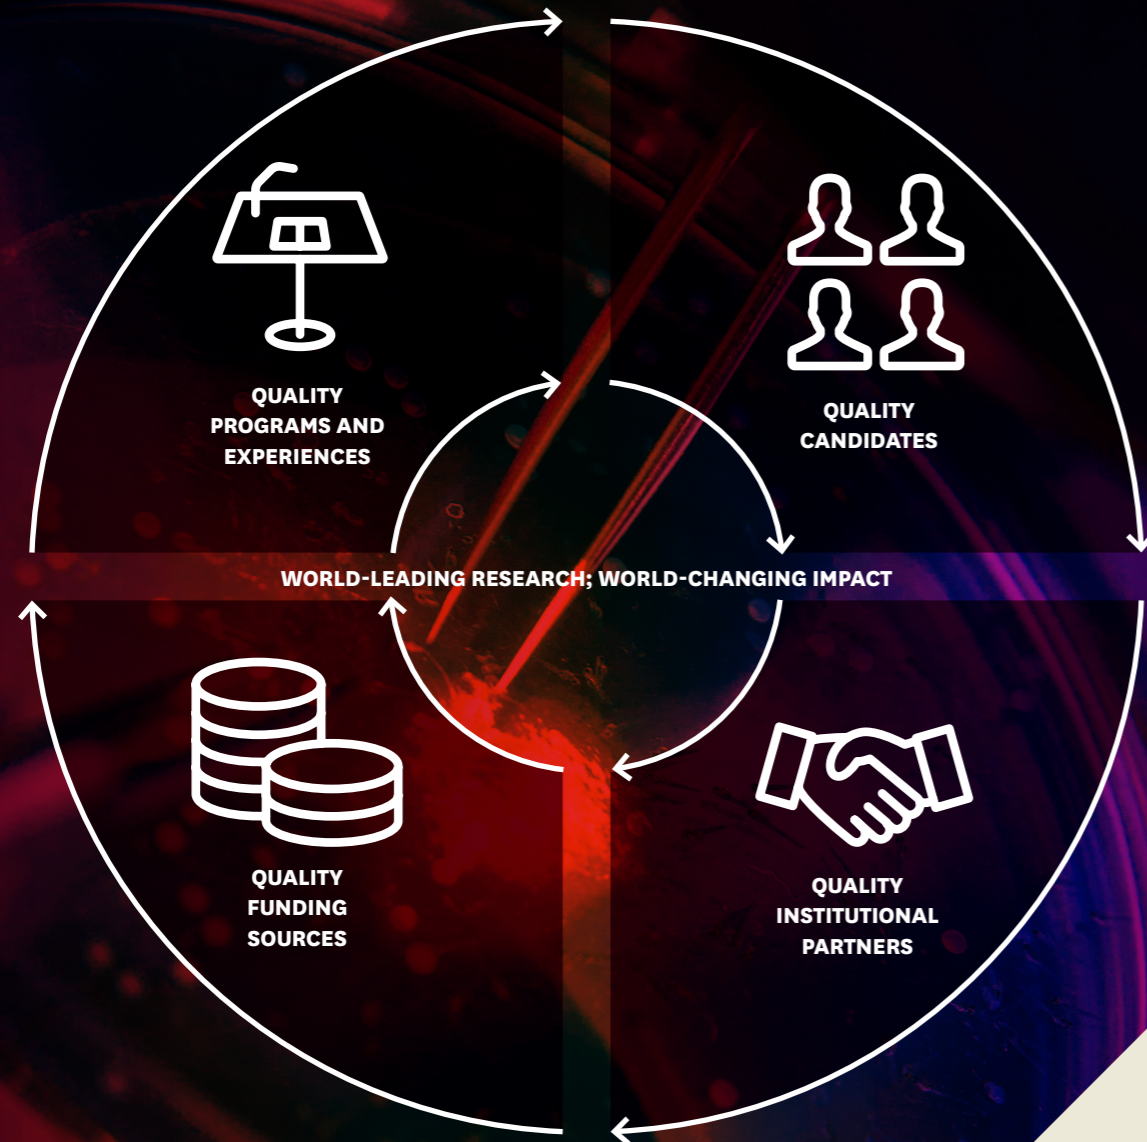 QUALITY
PROGRAMS AND
EXPERIENCES
QUALITY
CANDIDATES
WORLD-LEADING RESEARCH; WORLD-CHANGING IMPACT
QUALITY
FUNDING
SOURCES
QUALITY
INSTITUTIONAL
PARTNERS